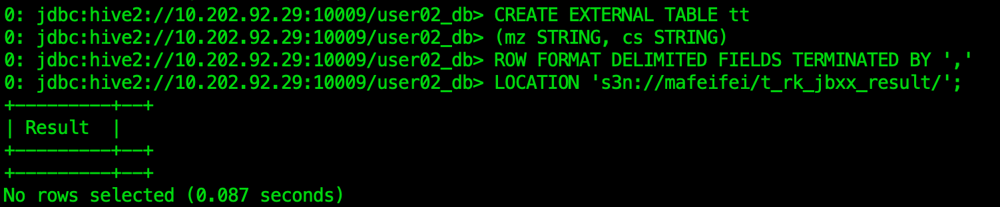 0: jdbc:hive2://10.202.92.29:10009/user02_db> CREATE EXTERNAL TABLE tt
0: jdbc:hive2://10.202.92.29:10009/user02_db> (mz STRING, cs STRING)
0: jdbc:hive2://10.202.92.29:10009/user02_db> ROW FORMAT DELIMITED FIELDS TERMINATED BY ','
0: jdbc:hive2://10.202.92.29:10009/user02_db> LOCATION 's3n://mafeifei/t_rk_jbxx_result/';
+---------+--+
| Result  |
+---------+--+
+---------+--+
No rows selected (0.087 seconds)